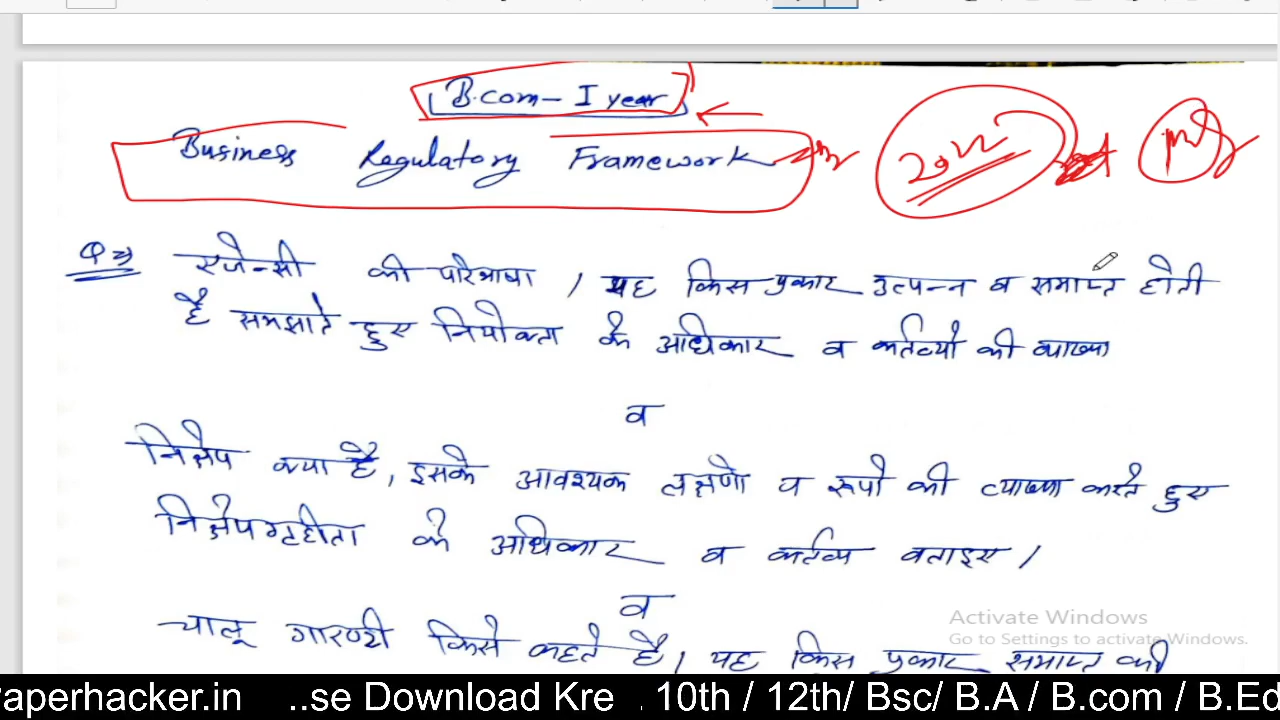 B.com - I year
Business Regulatory Framework
2022
Q ⇒ एजेन्सी की परिभाषा / यह किस प्रकार उत्पन्न व समाप्त होती
है समझाते हुए नियोक्ता के अधिकार व कर्तव्यो की व्याख्या
व
निक्षेप क्या है, इसके आवश्यक लक्षणो व रूपो की व्याख्या करते हुए
निक्षेपगृहीता के अधिकार व कर्तव्य बताइए /
व
चालू गारण्टी किसे कहते है, यह किस प्रकार समाप्त की
Activate Windows
Go to Settings to activate Windows.
aperhacker.in ..se Download Kre . 10th / 12th/ Bsc/ B.A / B.com / B.Ed